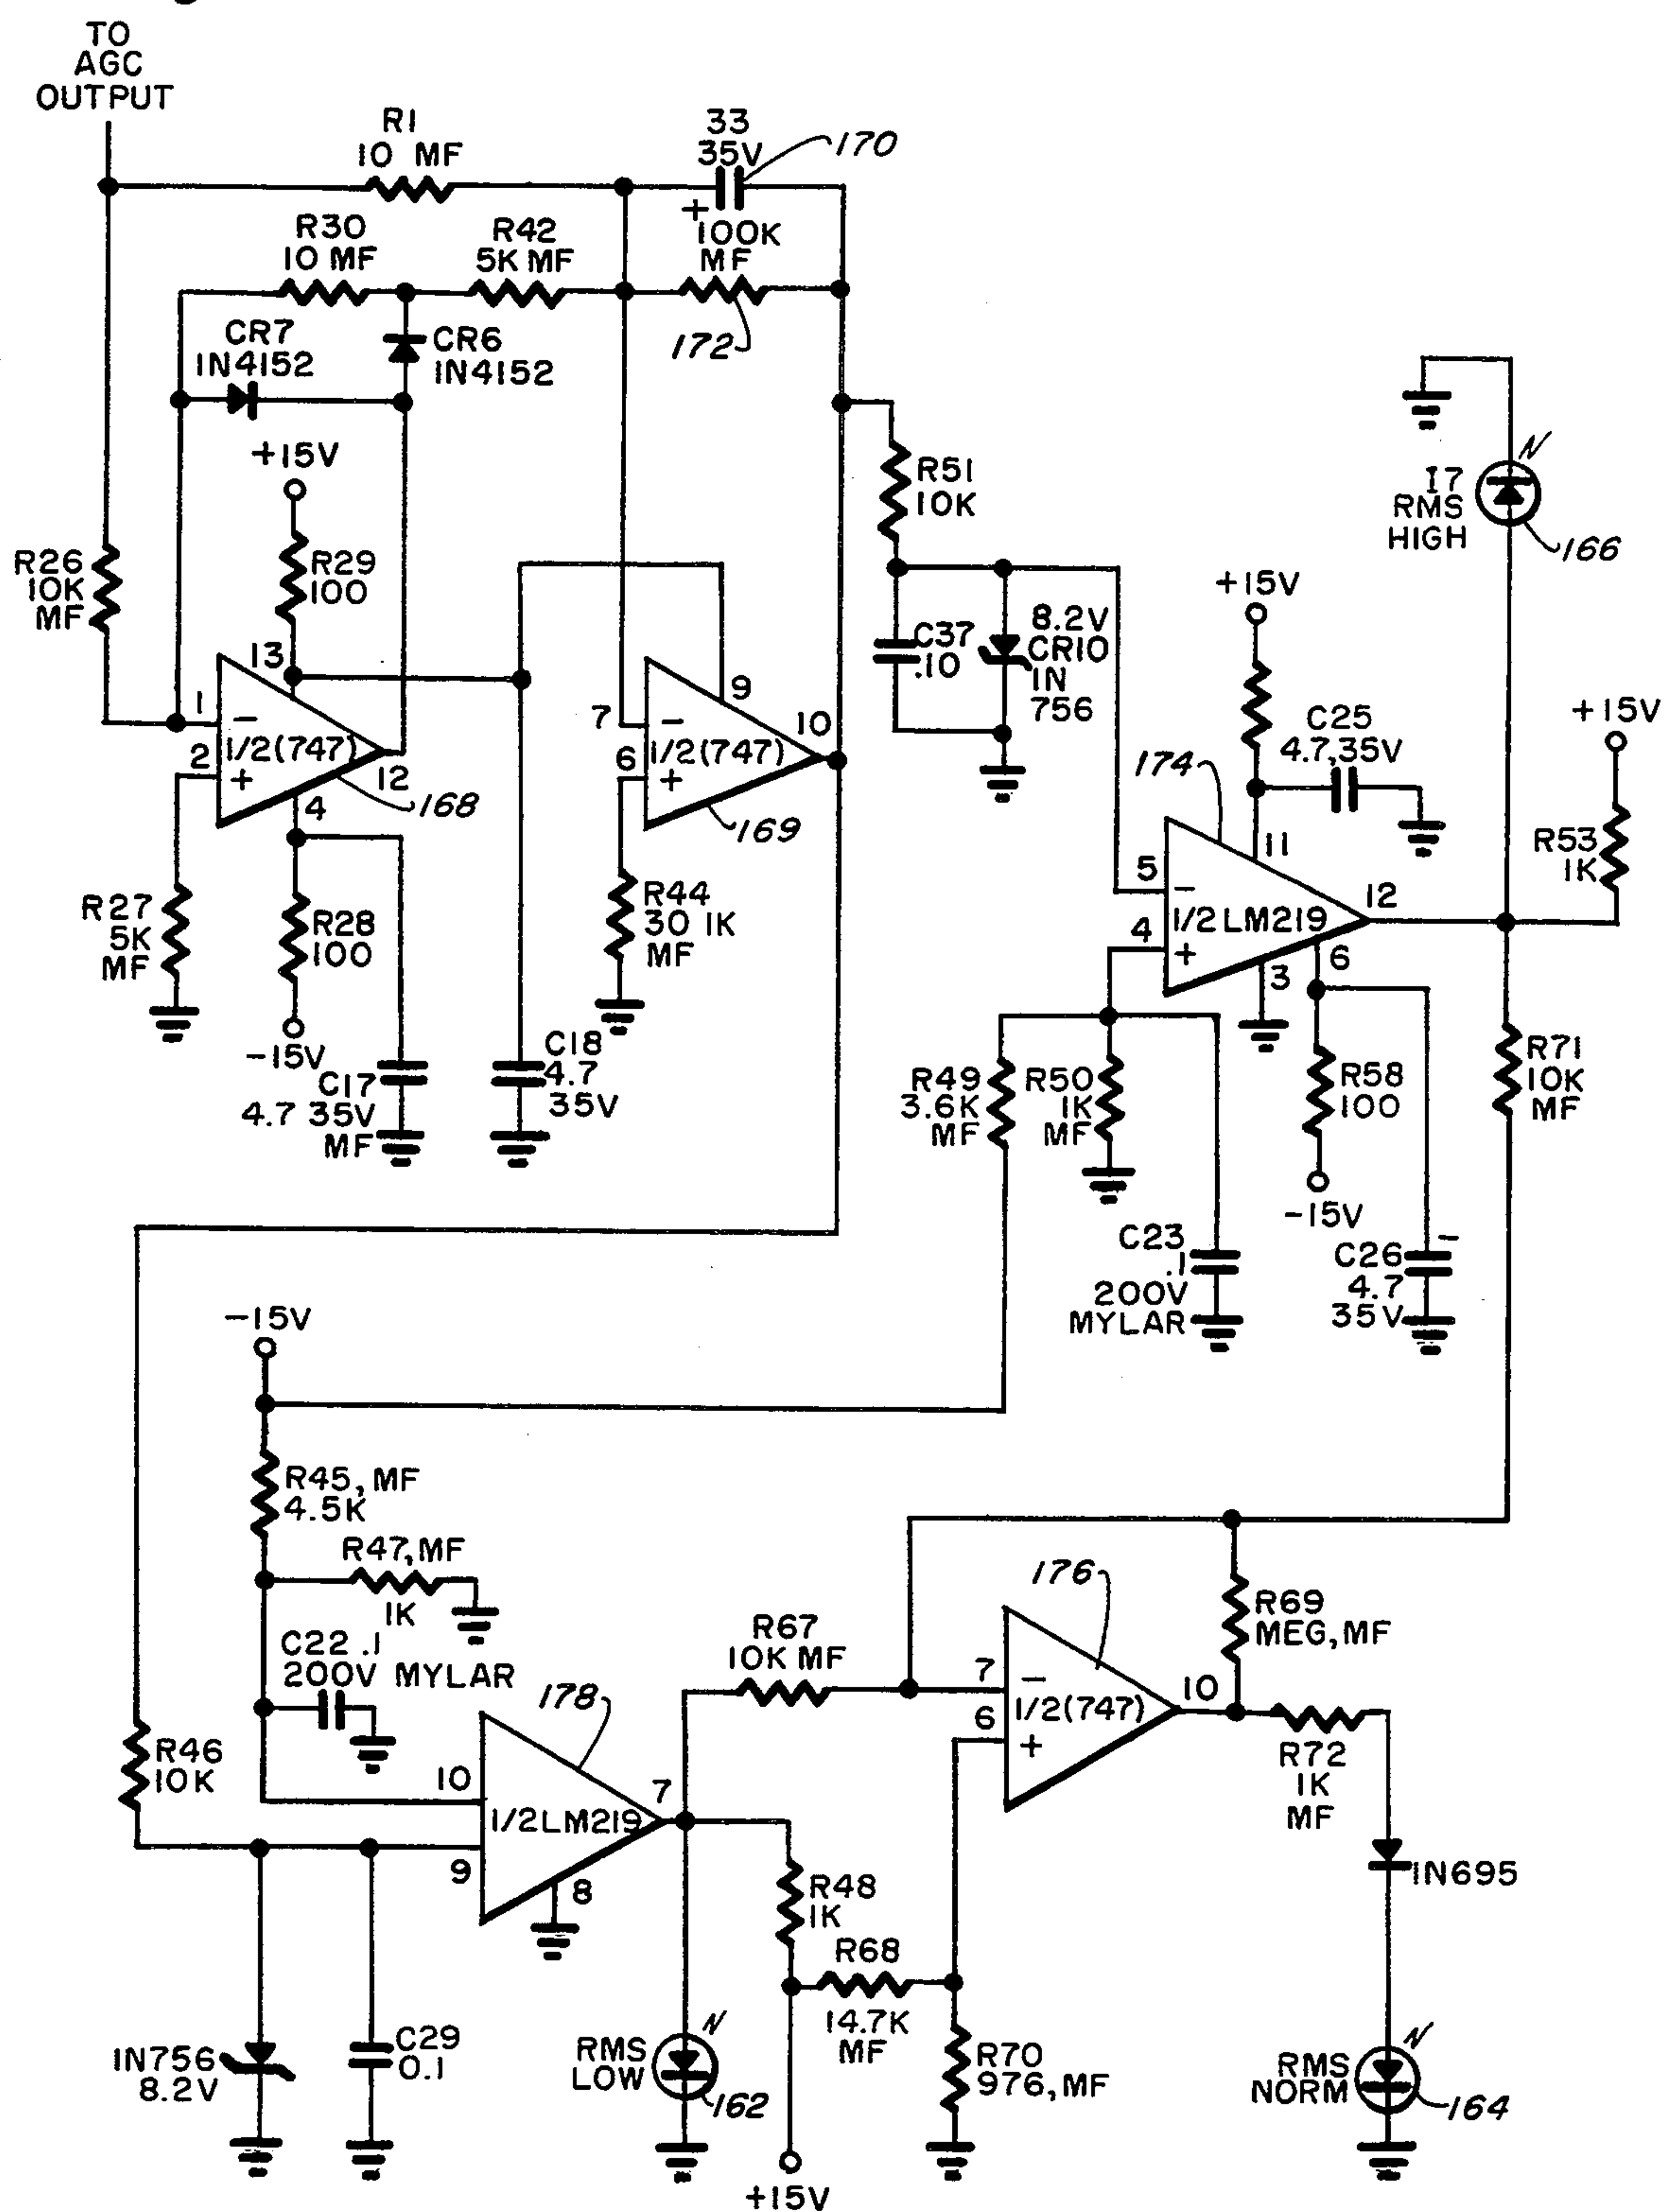 TO
AGC
OUTPUT
R1
10 MF
33
35V
170
+
100K
MF
172
R30
10 MF
R42
5K MF
CR7
1N4152
CR6
1N4152
+15V
R29
100
R26
10K
MF
13
1
2
-
+
1/2(747)
12
4
168
R27
5K
MF
R28
100
-15V
C17
4.7 35V
MF
C18
4.7
35V
9
7
6
-
+
1/2(747)
10
169
R44
30 1K
MF
R51
10K
C37
.10
8.2V
CR10
1N
756
I7
RMS
HIGH
166
+15V
C25
4.7,35V
174
11
5
4
-
+
1/2LM219
12
6
3
+15V
R53
1K
R49
3.6K
MF
R50
1K
MF
R58
100
-15V
R71
10K
MF
C23
.1
200V
MYLAR
C26
4.7
35V
-
-15V
R45, MF
4.5K
R47, MF
1K
C22 .1
200V MYLAR
178
R46
10K
10
9
1/2LM219
7
8
R67
10K MF
176
7
6
-
+
1/2(747)
10
R69
MEG, MF
R72
1K
MF
1N695
R48
1K
R68
14.7K
MF
R70
976, MF
1N756
8.2V
C29
0.1
RMS
LOW
162
+15V
RMS
NORM
164